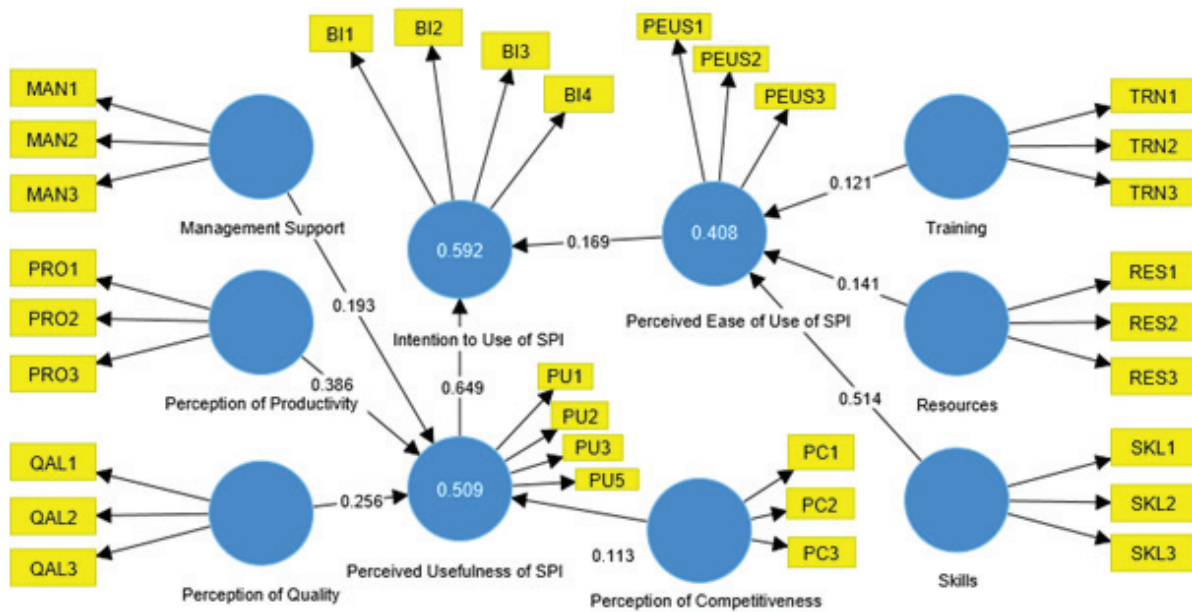 BI1
BI2
BI3
BI4
PEUS1
PEUS2
PEUS3
MAN1
MAN2
MAN3
Management Support
TRN1
TRN2
TRN3
Training
0.121
0.592
0.169
0.408
0.193
Intention to Use of SPI
Perceived Ease of Use of SPI
0.141
PRO1
PRO2
PRO3
Perception of Productivity
0.386
0.649
RES1
RES2
RES3
Resources
0.514
PU1
PU2
PU3
PU5
QAL1
QAL2
QAL3
Perception of Quality
0.256
0.509
Perceived Usefulness of SPI
0.113
PC1
PC2
PC3
Perception of Competitiveness
SKL1
SKL2
SKL3
Skills